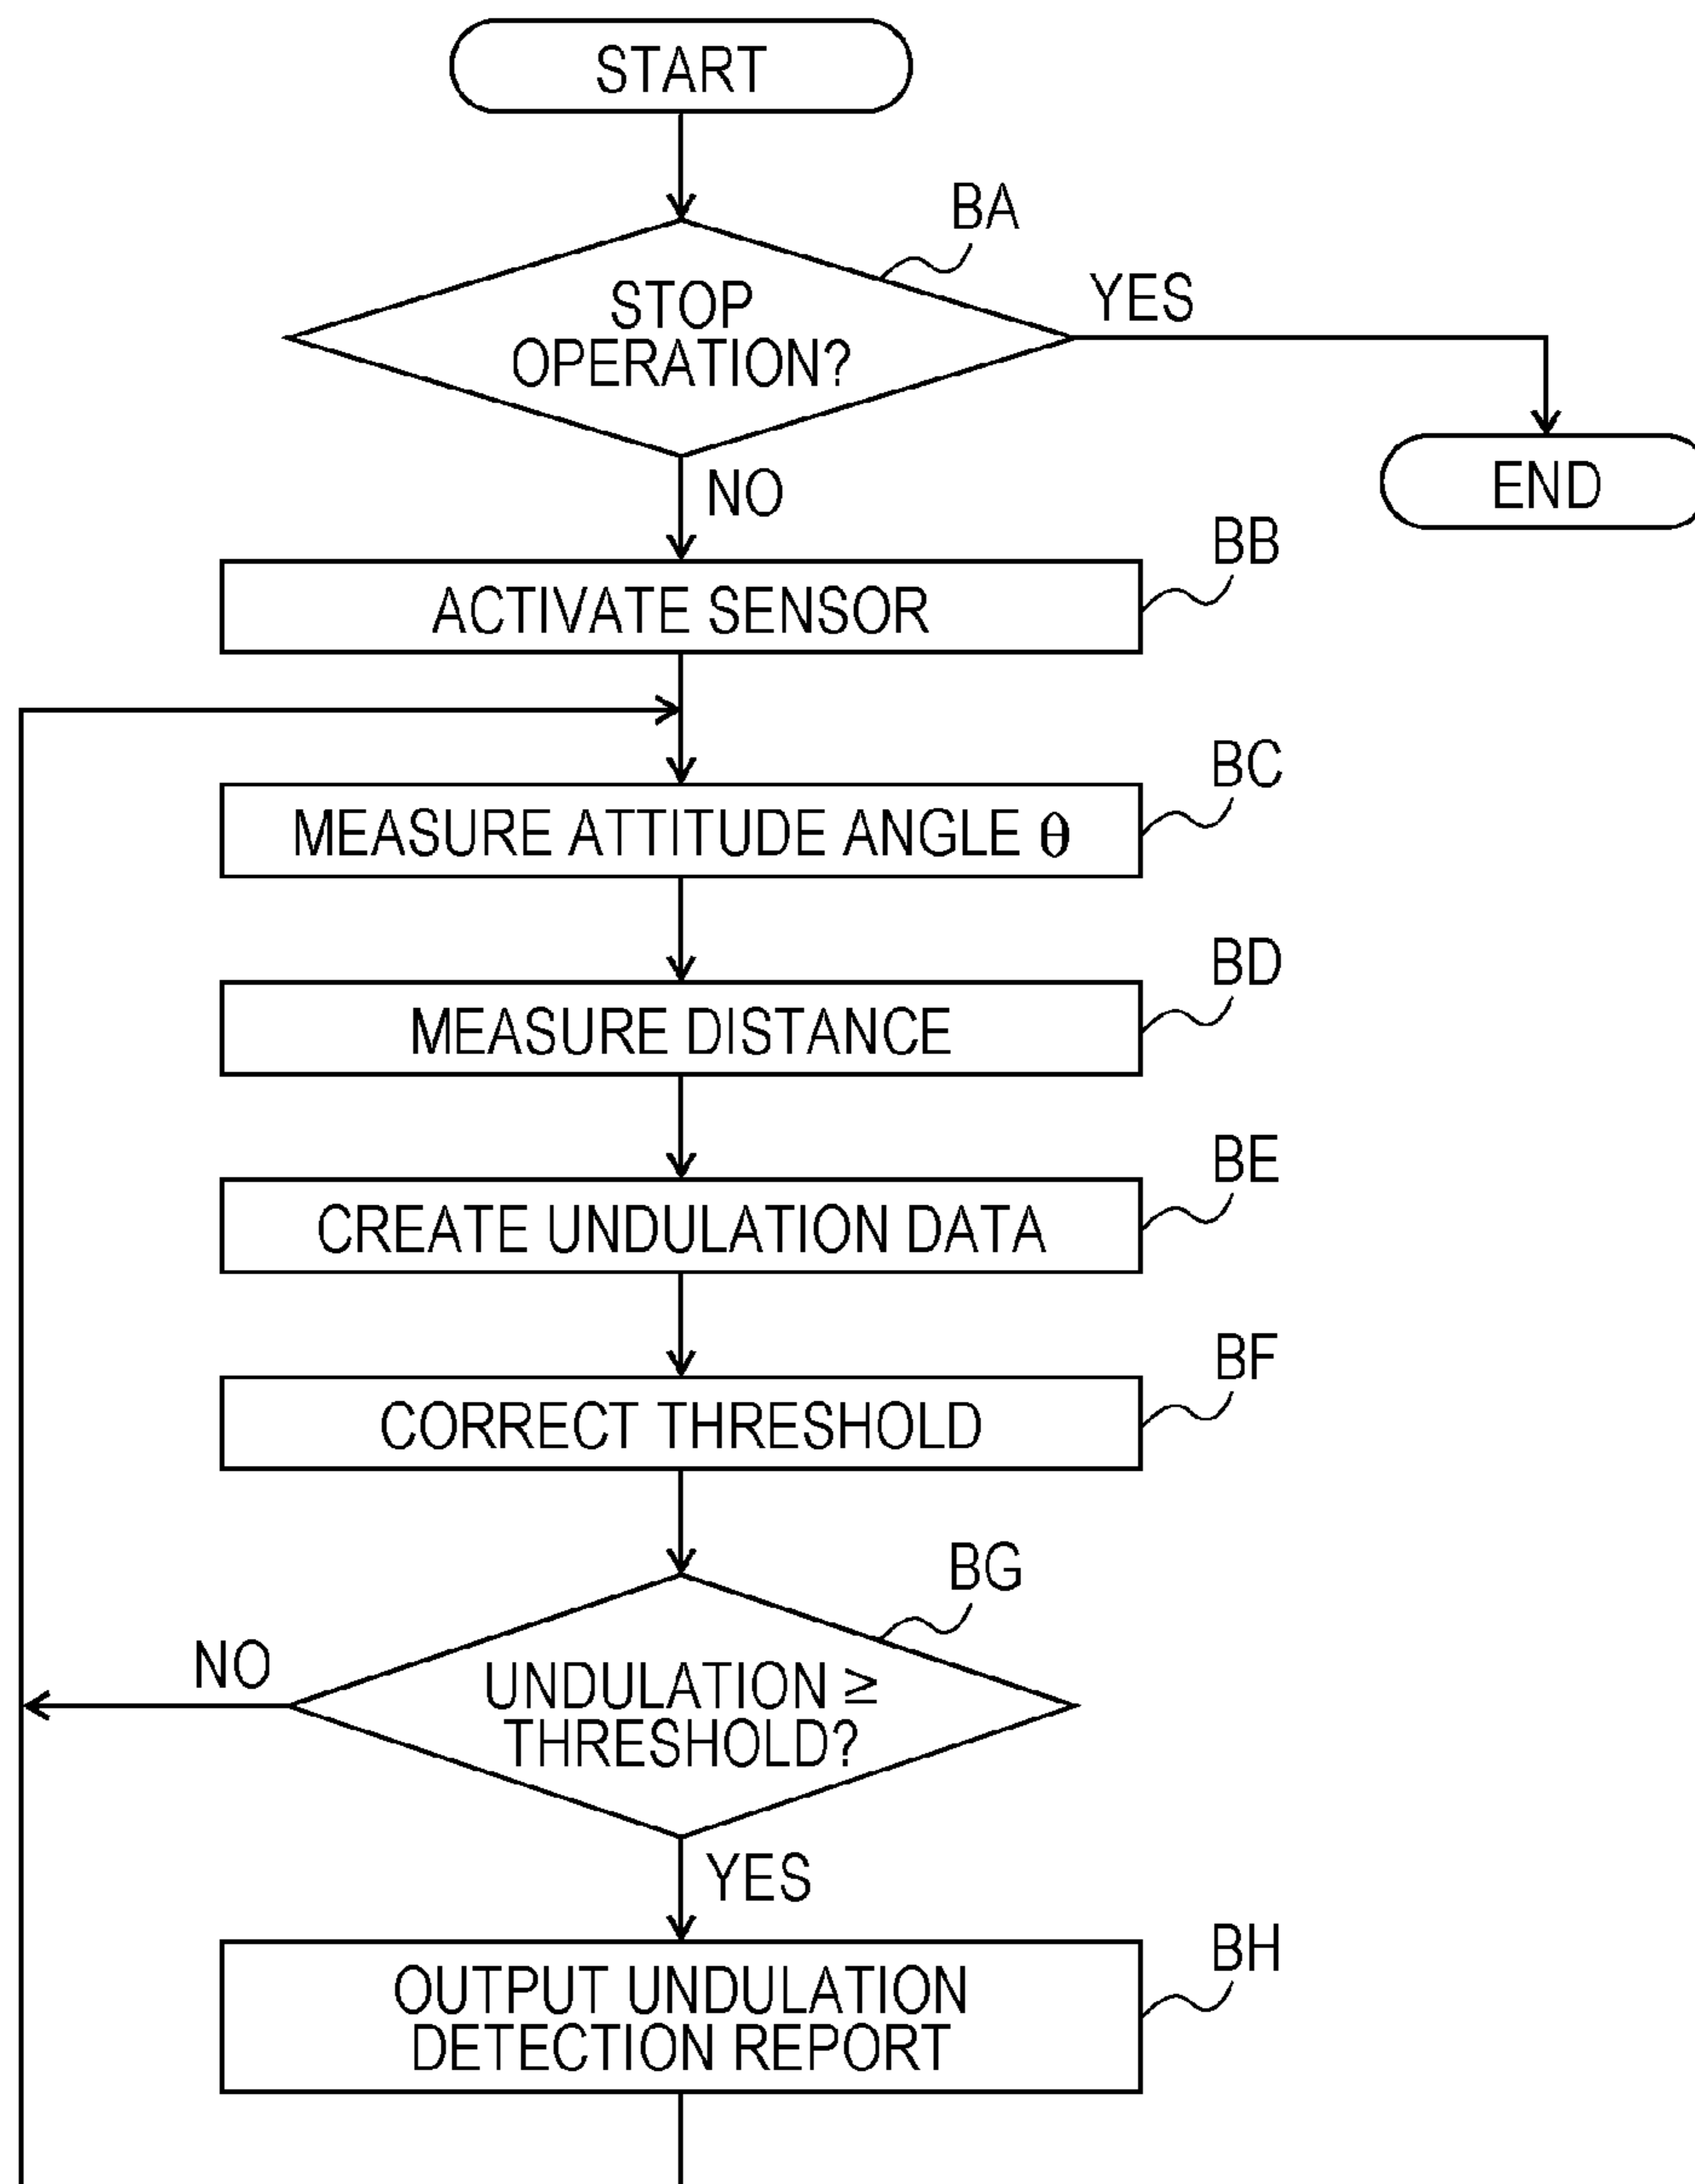 START
BA
YES
STOP
OPERATION?
END
NO
BB
ACTIVATE SENSOR
BC
MEASURE ATTITUDE ANGLE θ
BD
MEASURE DISTANCE
BE
CREATE UNDULATION DATA
BF
CORRECT THRESHOLD
BG
NO
UNDULATION ≥
THRESHOLD?
YES
BH
OUTPUT UNDULATION
DETECTION REPORT